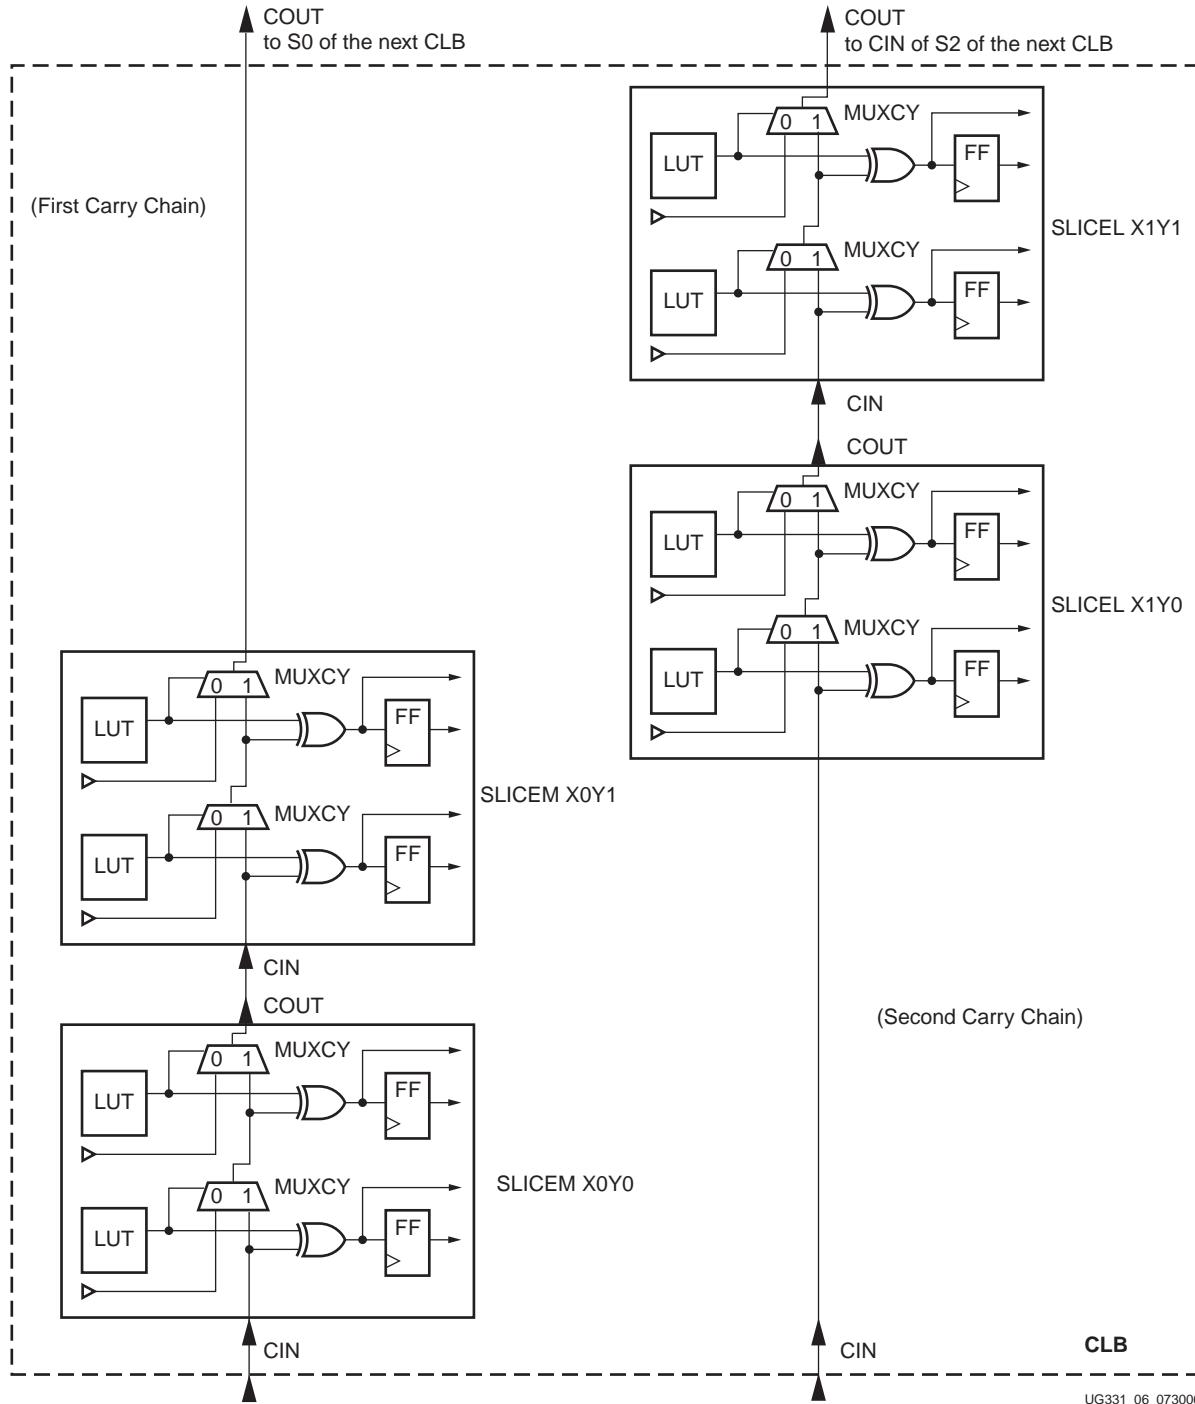 COUT
to S0 of the next CLB
COUT
to CIN of S2 of the next CLB
(First Carry Chain)
0 1
MUXCY
LUT
FF
SLICEL X1Y1
0 1
MUXCY
LUT
FF
CIN
COUT
0 1
MUXCY
LUT
FF
SLICEL X1Y0
0 1
MUXCY
LUT
FF
0 1
MUXCY
LUT
FF
SLICEM X0Y1
0 1
MUXCY
LUT
FF
CIN
COUT
(Second Carry Chain)
0 1
MUXCY
LUT
FF
SLICEM X0Y0
0 1
MUXCY
LUT
FF
CIN
CIN
CLB
UG331_06_073006